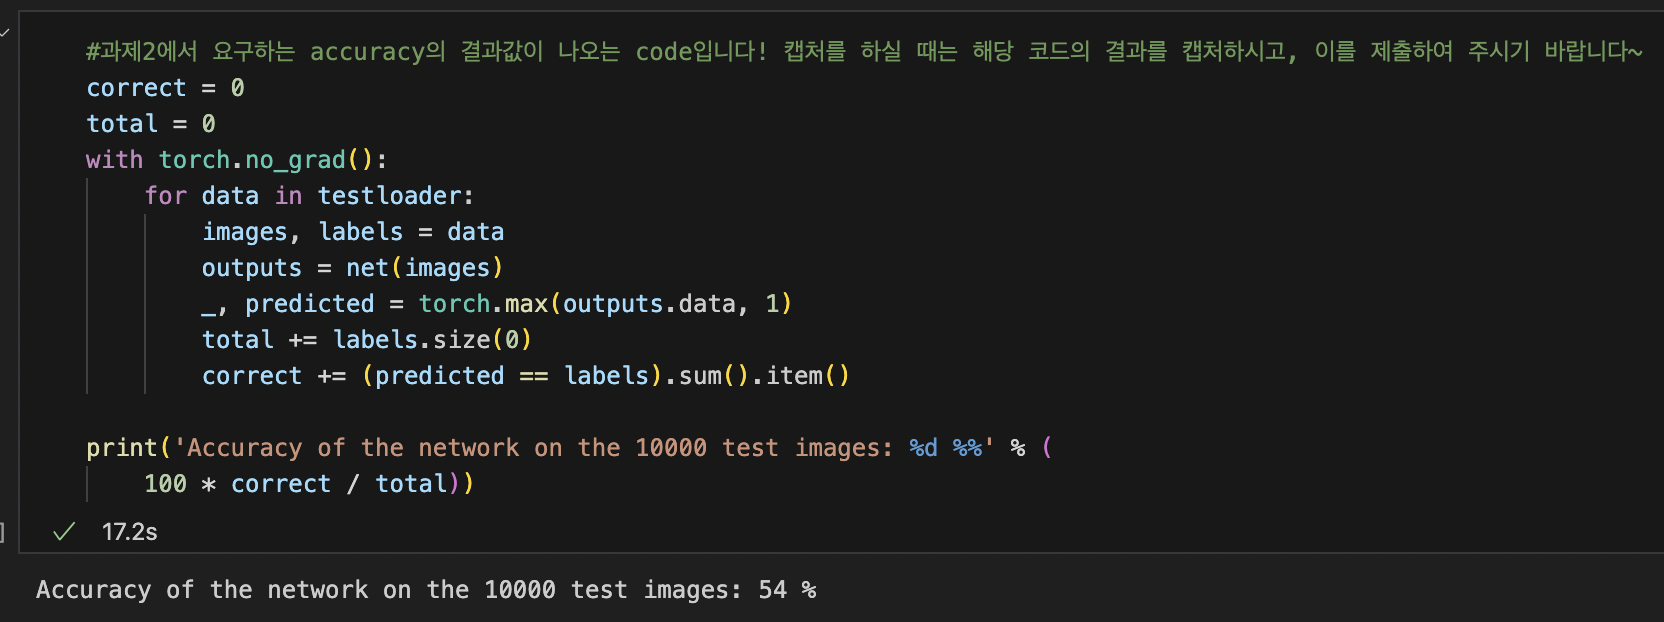 #과제2에서 요구하는 accuracy의 결과값이 나오는 code입니다! 캡처를 하실 때는 해당 코드의 결과를 캡처하시고, 이를 제출하여 주시기 바랍니다~
correct = 0
total = 0
with torch.no_grad():
    for data in testloader:
        images, labels = data
        outputs = net(images)
        _, predicted = torch.max(outputs.data, 1)
        total += labels.size(0)
        correct += (predicted == labels).sum().item()
print('Accuracy of the network on the 10000 test images: %d %%' % (
    100 * correct / total))
17.2s
Accuracy of the network on the 10000 test images: 54 %